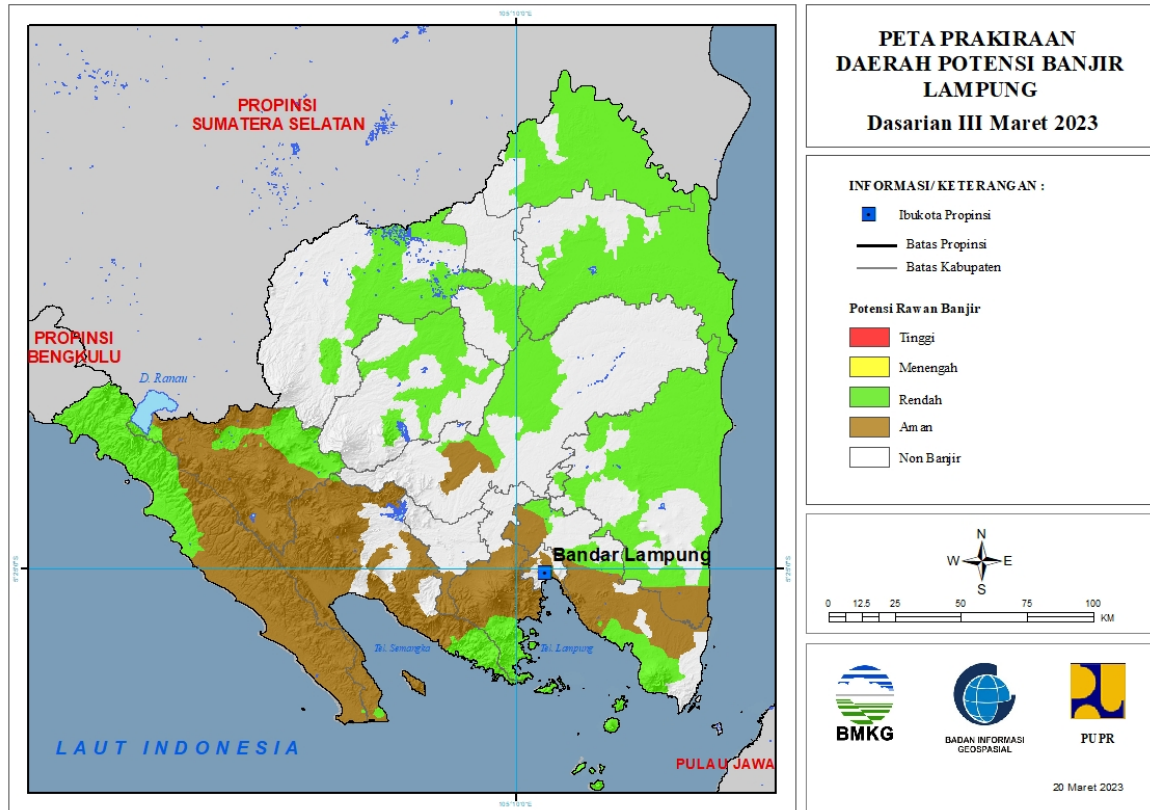 PETA PRAKIRAAN
DAERAH POTENSI BANJIR
LAMPUNG
Dasarian III Maret 2023
INFORMASI/ KETERANGAN :
Ibukota Propinsi
Batas Propinsi
Batas Kabupaten
Potensi Rawan Banjir
Tinggi
Menengah
Rendah
Aman
Non Banjir
N
W E
S
0 12.5 25 50 75 100
KM
BMKG
BADAN INFORMASI
GEOSPASIAL
PUPR
20 Maret 2023
PROPINSI
SUMATERA SELATAN
PROPINSI
BENGKULU
D. Ranau
Bandar Lampung
Tel. Semangka
Tel. Lampung
LAUT INDONESIA
PULAU JAWA